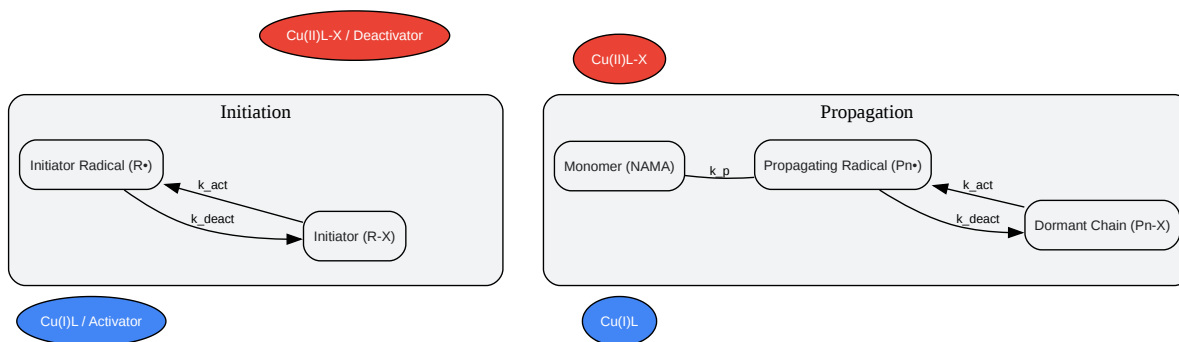 Cu(II)L-X / Deactivator
Initiation
Initiator Radical (R•)
k_act
k_deact
Initiator (R-X)
Cu(I)L / Activator
Cu(II)L-X
Propagation
Monomer (NAMA)
k_p
Propagating Radical (Pn•)
k_act
k_deact
Dormant Chain (Pn-X)
Cu(I)L